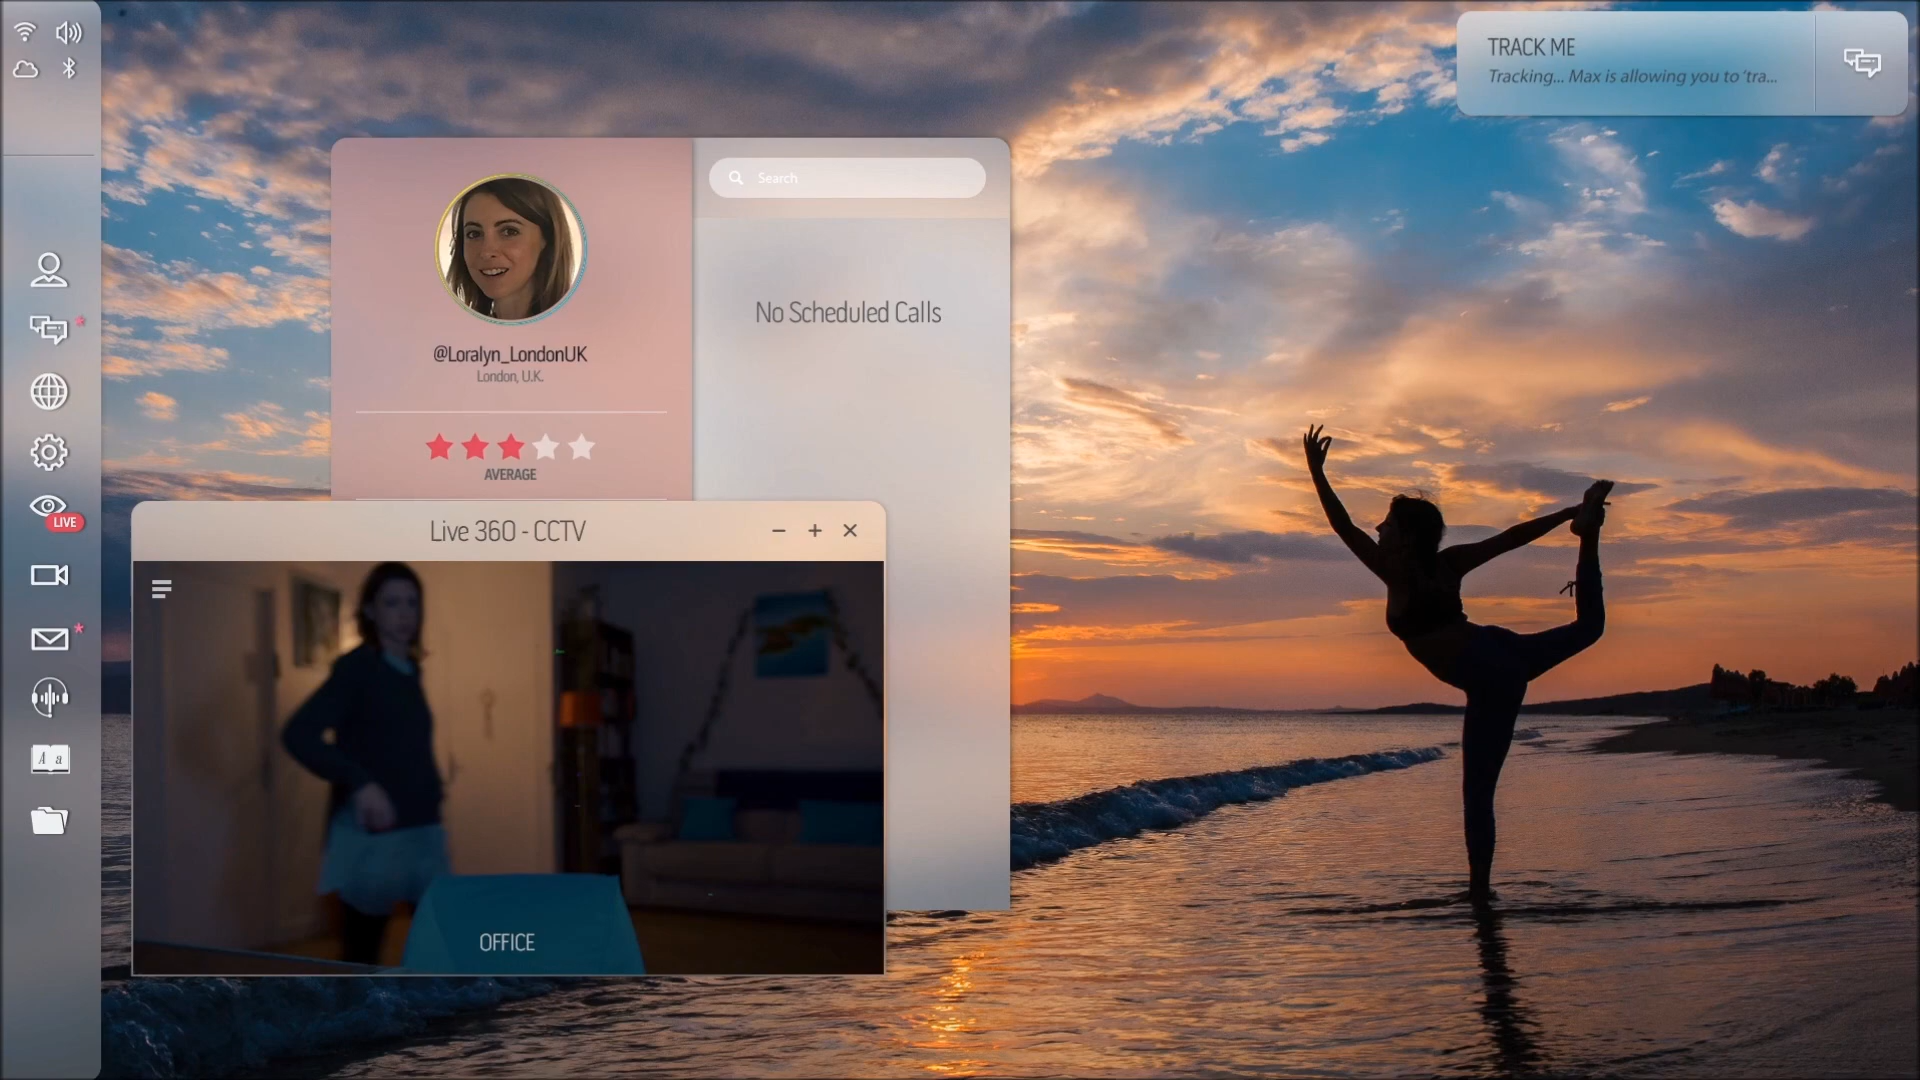 TRACK ME
Tracking... Max is allowing you to 'tra...
Search
No Scheduled Calls
@Loralyn_LondonUK
London, U.K.
AVERAGE
LIVE
Live 360 - CCTV
A a
OFFICE